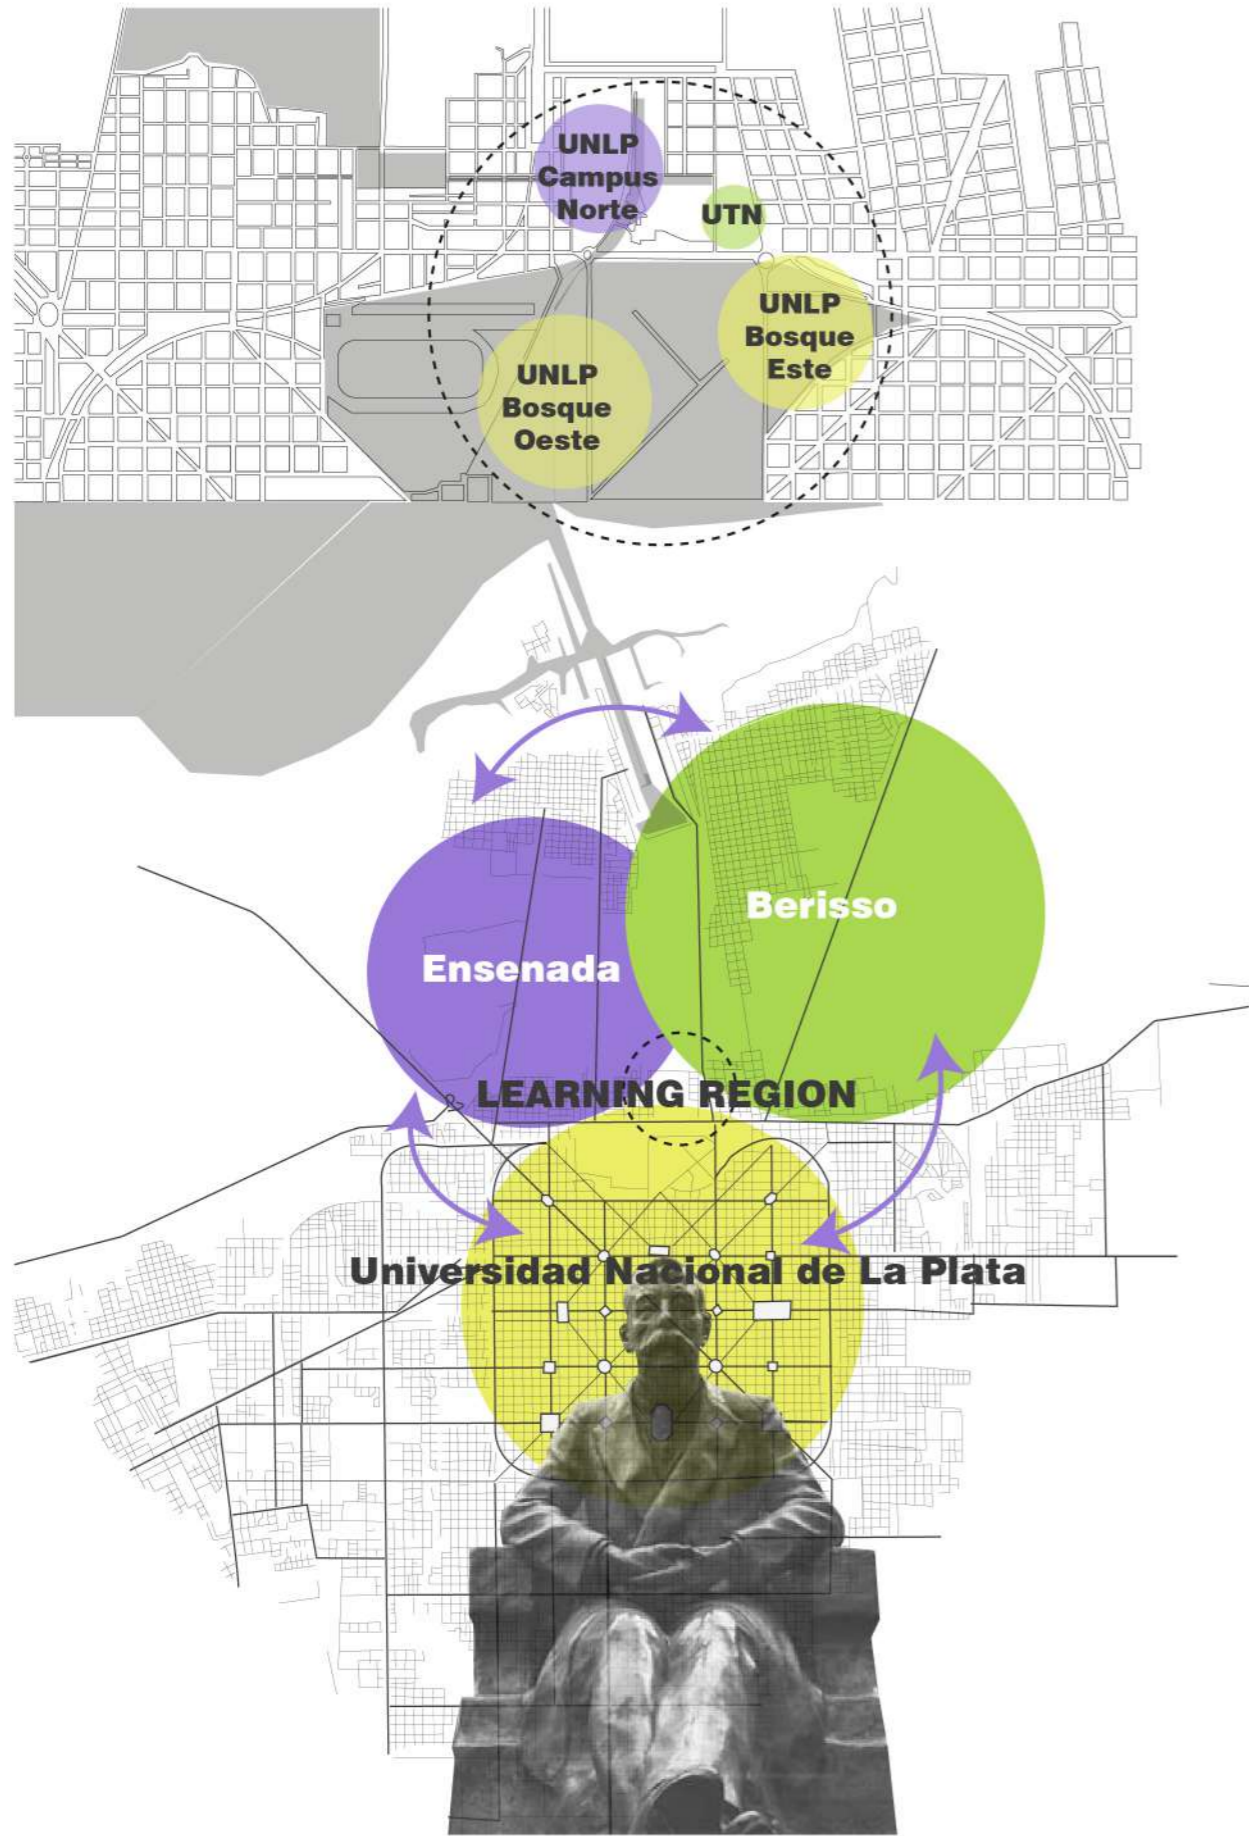 UNLP
Campus
Norte
UTN
UNLP
Bosque
Este
UNLP
Bosque
Oeste
Berisso
Ensenada
LEARNING REGION
Universidad Nacional de La Plata